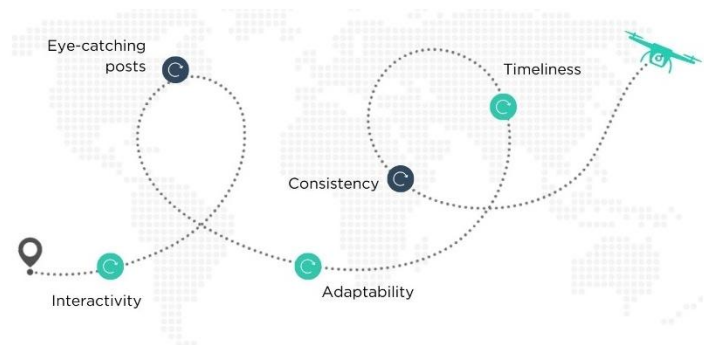 Eye-catching
posts
Timeliness
Consistency
Interactivity
Adaptability